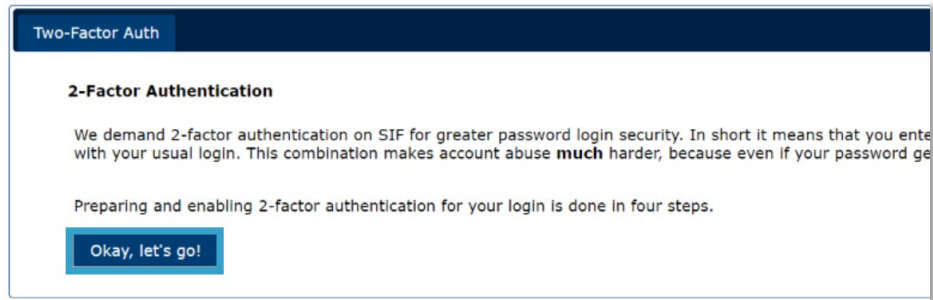 Two-Factor Auth
2-Factor Authentication
We demand 2-factor authentication on SIF for greater password login security. In short it means that you ente
with your usual login. This combination makes account abuse much harder, because even if your password ge
Preparing and enabling 2-factor authentication for your login is done in four steps.
Okay, let's go!